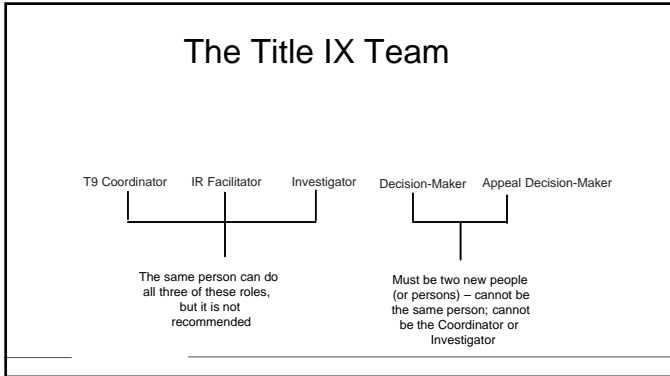 The Title IX Team
T9 Coordinator IR Facilitator Investigator Decision-Maker Appeal Decision-Maker
The same person can do
all three of these roles,
but it is not
recommended
Must be two new people
(or persons) – cannot be
the same person; cannot
be the Coordinator or
Investigator